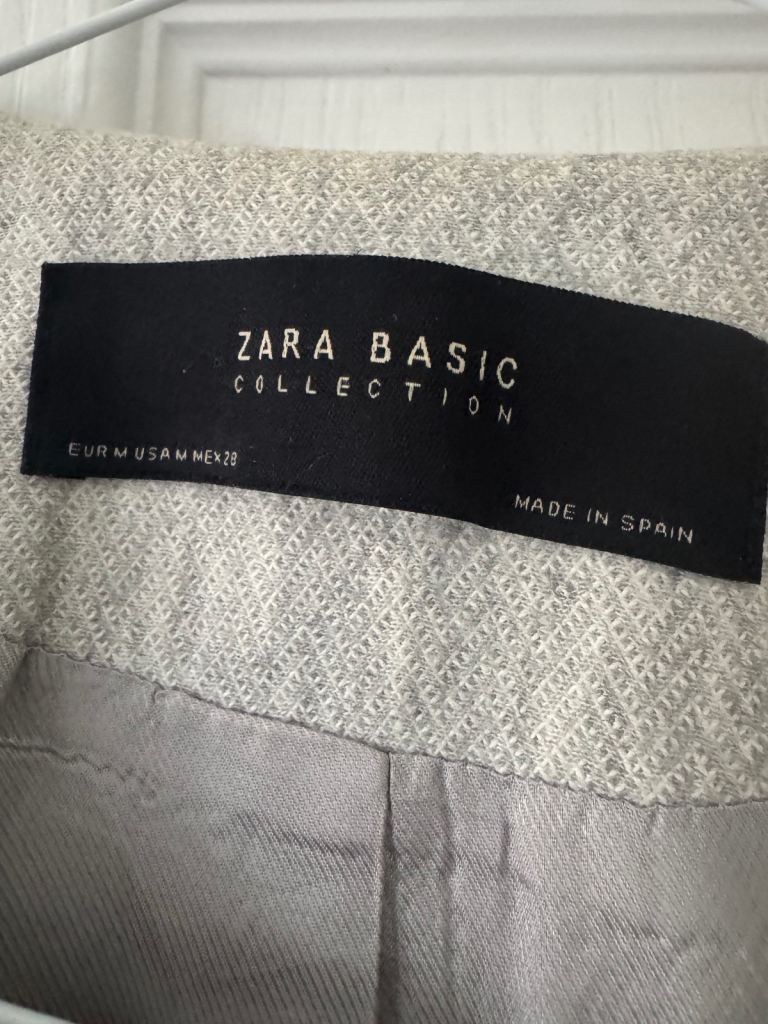 ZARA BASIC
COLLECTION
EUR M USA M MEX 28
MADE IN SPAIN